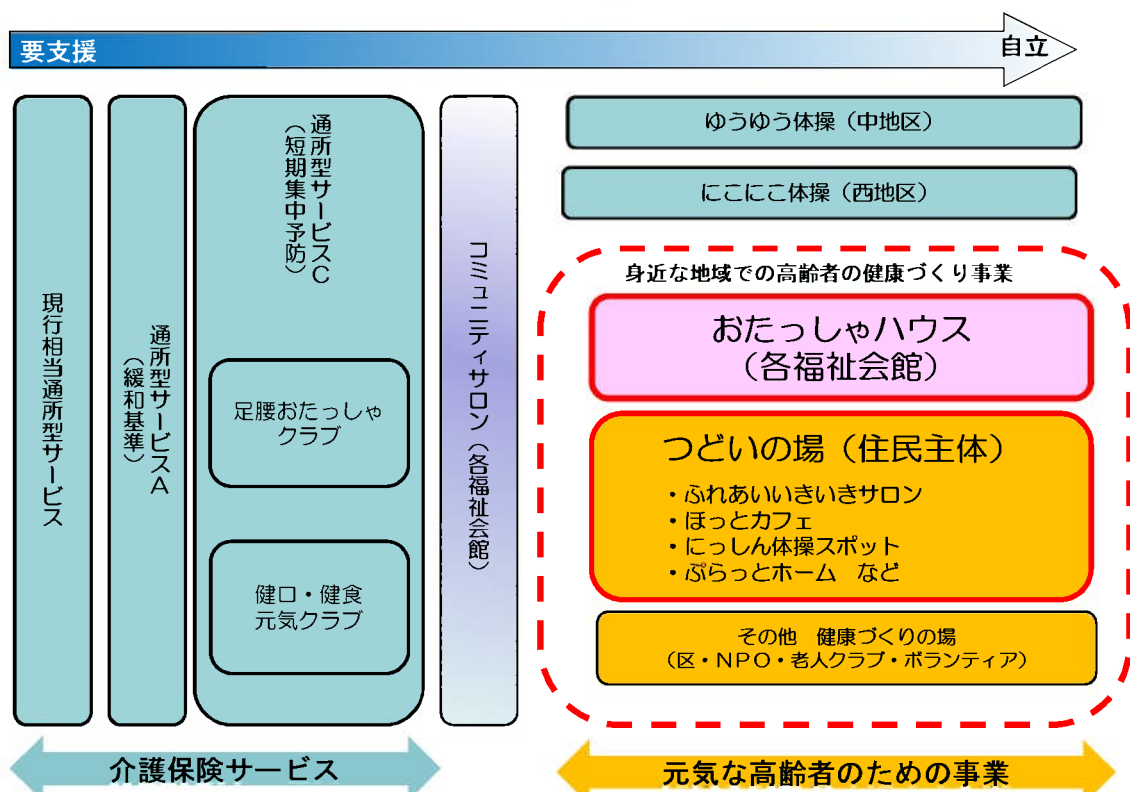 要支援
自立
現行相当通所型サービス
通所型サービスA
（緩和基準）
通所型サービスC
（短期集中予防）
足腰おたっしゃ
クラブ
健口・健食
元気クラブ
コミュニティサロン（各福祉会館）
ゆうゆう体操（中地区）
にこにこ体操（西地区）
身近な地域での高齢者の健康づくり事業
おたっしゃハウス
（各福祉会館）
つどいの場（住民主体）
・ふれあいいきいきサロン
・ほっとカフェ
・にっしん体操スポット
・ぷらっとホーム　など
その他　健康づくりの場
（区・NPO・老人クラブ・ボランティア）
介護保険サービス
元気な高齢者のための事業